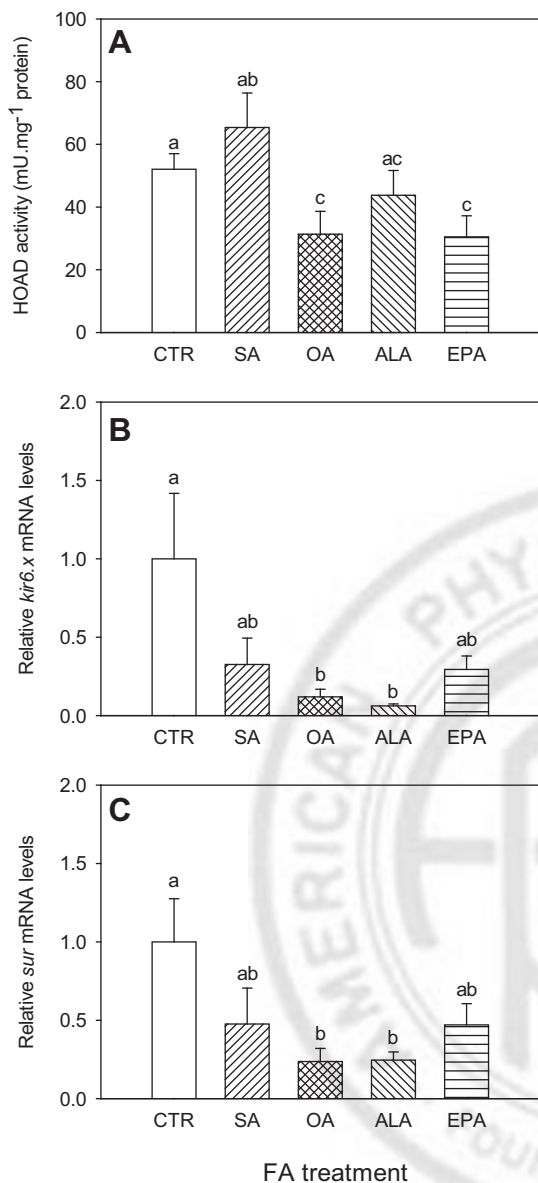 A
HOAD activity (mU.mg⁻¹ protein)
100
80
60
40
20
0
a
ab
c
ac
c
CTR SA OA ALA EPA
B
Relative kir6.x mRNA levels
2.0
1.5
1.0
0.5
0.0
a
ab
b
b
ab
CTR SA OA ALA EPA
C
Relative sur mRNA levels
2.0
1.5
1.0
0.5
0.0
a
ab
b
b
ab
CTR SA OA ALA EPA
FA treatment
AMERICAN PHY
FOUN